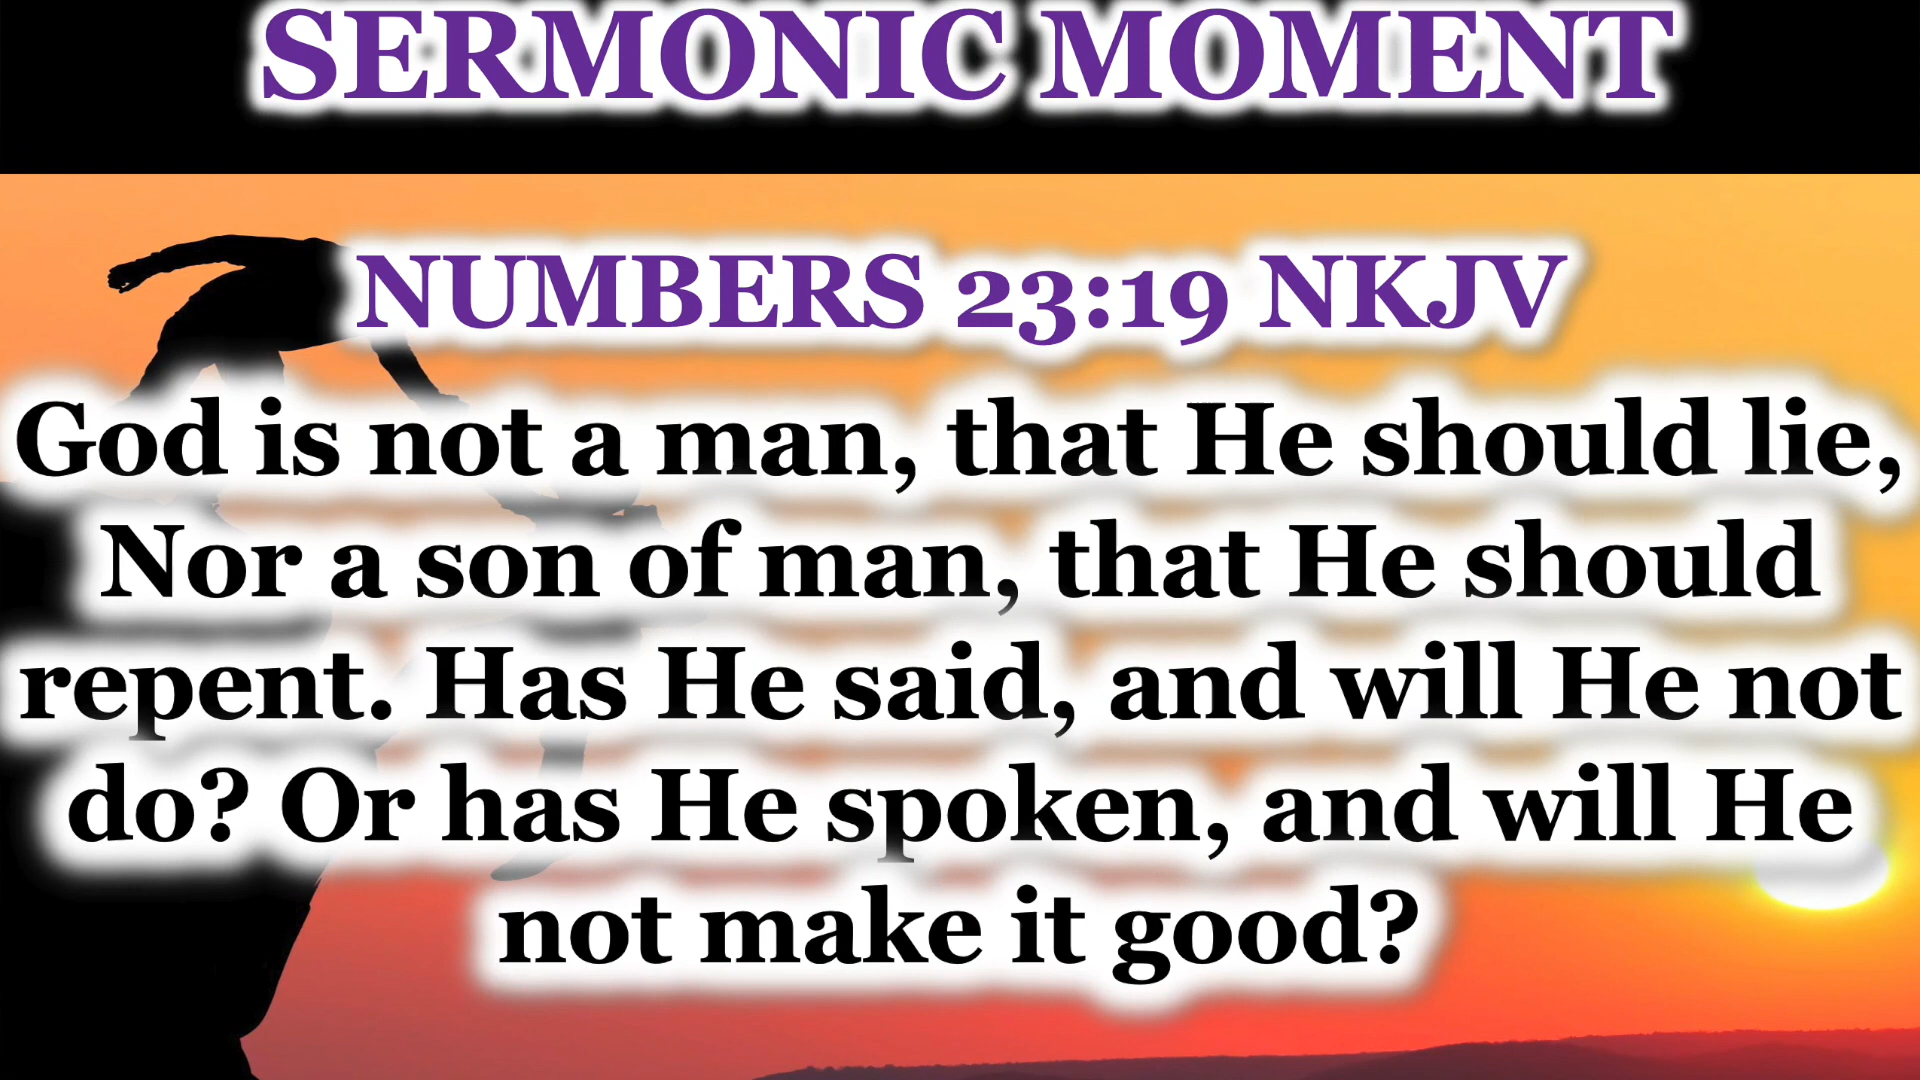 SERMONIC MOMENT
NUMBERS 23:19 NKJV
God is not a man, that He should lie,
Nor a son of man, that He should
repent. Has He said, and will He not
do? Or has He spoken, and will He
not make it good?